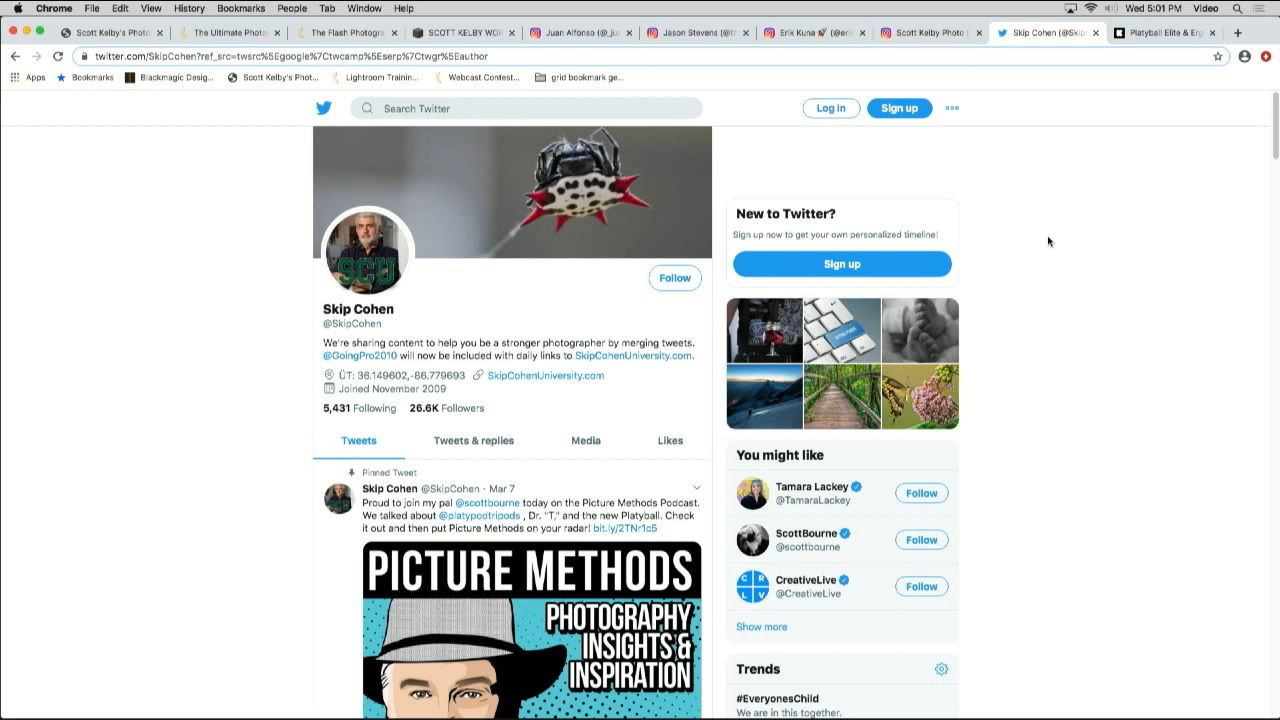 Chrome File Edit View History Bookmarks People Tab Window Help
Wed 5:01 PM Video
Scott Kelby's Photo
The Ultimate Photo
The Flash Photogra
SCOTT KELBY WOR
Juan Alfonso (@_ju
Jason Stevens (@t
Erik Kuna 🚀 (@eri
Scott Kelby Photo |
Skip Cohen (@Skip
Playball Elite & Erg
twitter.com/SkipCohen?ref_src=twsrc%5Egoogle%7Ctwcamp%5Eserp%7Ctwgr%5Eauthor
Apps Bookmarks Blackmagic Desig... Scott Kelby's Phot... Lightroom Trainin... Webcast Contest... grid bookmark ge...
Search Twitter
Log in
Sign up
New to Twitter?
Sign up now to get your own personalized timeline!
Sign up
SCU
Follow
Skip Cohen
@SkipCohen
We're sharing content to help you be a stronger photographer by merging tweets.
@GoingPro2010 will now be included with daily links to SkipCohenUniversity.com.
ÜT: 36.149602,-86.779693 SkipCohenUniversity.com
Joined November 2009
5,431 Following 26.6K Followers
Tweets Tweets & replies Media Likes
Pinned Tweet
Skip Cohen @SkipCohen · Mar 7
Proud to join my pal @scottbourne today on the Picture Methods Podcast.
We talked about @platypodtripods , Dr. "T," and the new Platyball. Check
it out and then put Picture Methods on your radar! bit.ly/2TNr1c5
PICTURE METHODS
PHOTOGRAPHY
INSIGHTS &
INSPIRATION
You might like
Tamara Lackey
@TamaraLackey
Follow
ScottBourne
@scottbourne
Follow
CRLV
CreativeLive
@CreativeLive
Follow
Show more
Trends
#EveryonesChild
We are in this together.